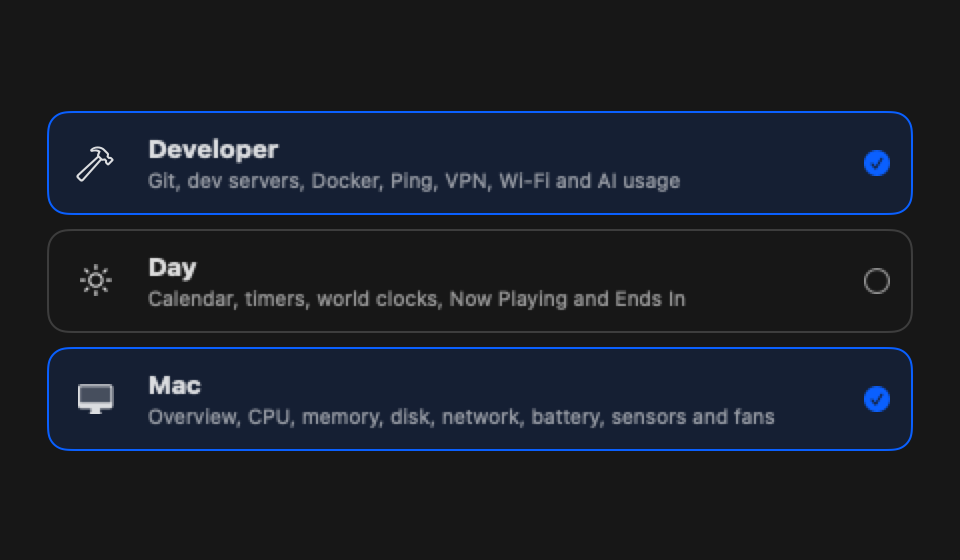 Developer
Git, dev servers, Docker, Ping, VPN, Wi-Fi and AI usage
Day
Calendar, timers, world clocks, Now Playing and Ends In
Mac
Overview, CPU, memory, disk, network, battery, sensors and fans